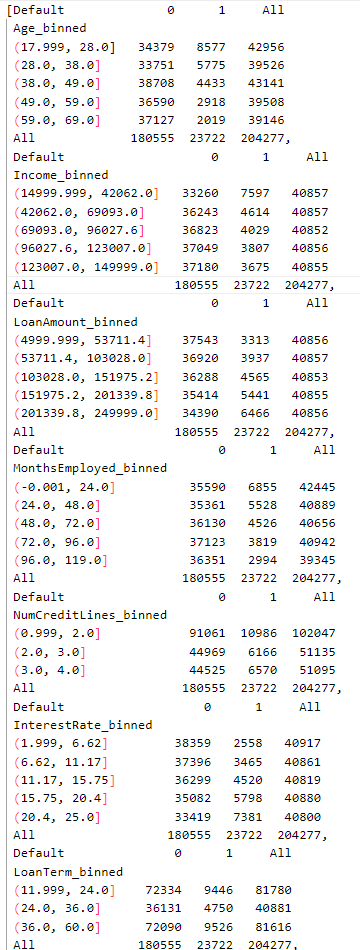 [Default 0 1 All
Age_binned
(17.999, 28.0] 34379 8577 42956
(28.0, 38.0] 33751 5775 39526
(38.0, 49.0] 38708 4433 43141
(49.0, 59.0] 36590 2918 39508
(59.0, 69.0] 37127 2019 39146
All 180555 23722 204277,
Default 0 1 All
Income_binned
(14999.999, 42062.0] 33260 7597 40857
(42062.0, 69093.0] 36243 4614 40857
(69093.0, 96027.6] 36823 4029 40852
(96027.6, 123007.0] 37049 3807 40856
(123007.0, 149999.0] 37180 3675 40855
All 180555 23722 204277,
Default 0 1 All
LoanAmount_binned
(4999.999, 53711.4] 37543 3313 40856
(53711.4, 103028.0] 36920 3937 40857
(103028.0, 151975.2] 36288 4565 40853
(151975.2, 201339.8] 35414 5441 40855
(201339.8, 249999.0] 34390 6466 40856
All 180555 23722 204277,
Default 0 1 All
MonthsEmployed_binned
(-0.001, 24.0] 35590 6855 42445
(24.0, 48.0] 35361 5528 40889
(48.0, 72.0] 36130 4526 40656
(72.0, 96.0] 37123 3819 40942
(96.0, 119.0] 36351 2994 39345
All 180555 23722 204277,
Default 0 1 All
NumCreditLines_binned
(0.999, 2.0] 91061 10986 102047
(2.0, 3.0] 44969 6166 51135
(3.0, 4.0] 44525 6570 51095
All 180555 23722 204277,
Default 0 1 All
InterestRate_binned
(1.999, 6.62] 38359 2558 40917
(6.62, 11.17] 37396 3465 40861
(11.17, 15.75] 36299 4520 40819
(15.75, 20.4] 35082 5798 40880
(20.4, 25.0] 33419 7381 40800
All 180555 23722 204277,
Default 0 1 All
LoanTerm_binned
(11.999, 24.0] 72334 9446 81780
(24.0, 36.0] 36131 4750 40881
(36.0, 60.0] 72090 9526 81616
All 180555 23722 204277,